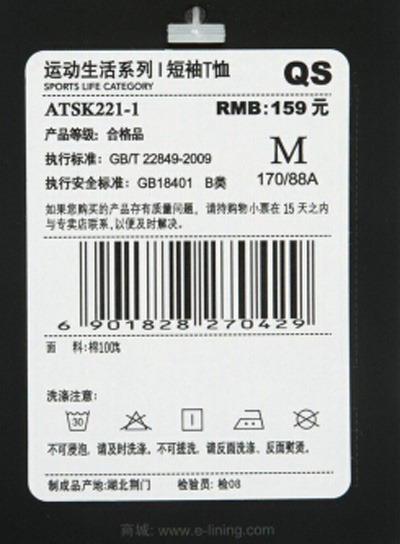 运动生活系列 | 短袖T恤 QS
SPORTS LIFE CATEGORY
ATSK221-1 RMB:159 元
产品等级: 合格品
执行标准: GB/T 22849-2009 M
执行安全标准: GB18401 B类 170/88A
如果您购买的产品存有质量问题, 请持购物小票在 15 天之内
与专卖店联系, 以便及时解决。
6 901828 270429
面 料:棉100%
洗涤注意:
30
不可浸泡, 请及时洗涤。不可搓洗, 请反面洗涤、反面熨烫。
制成品产地:湖北荆门 检验员: 检08
商城: www.e-lining.com